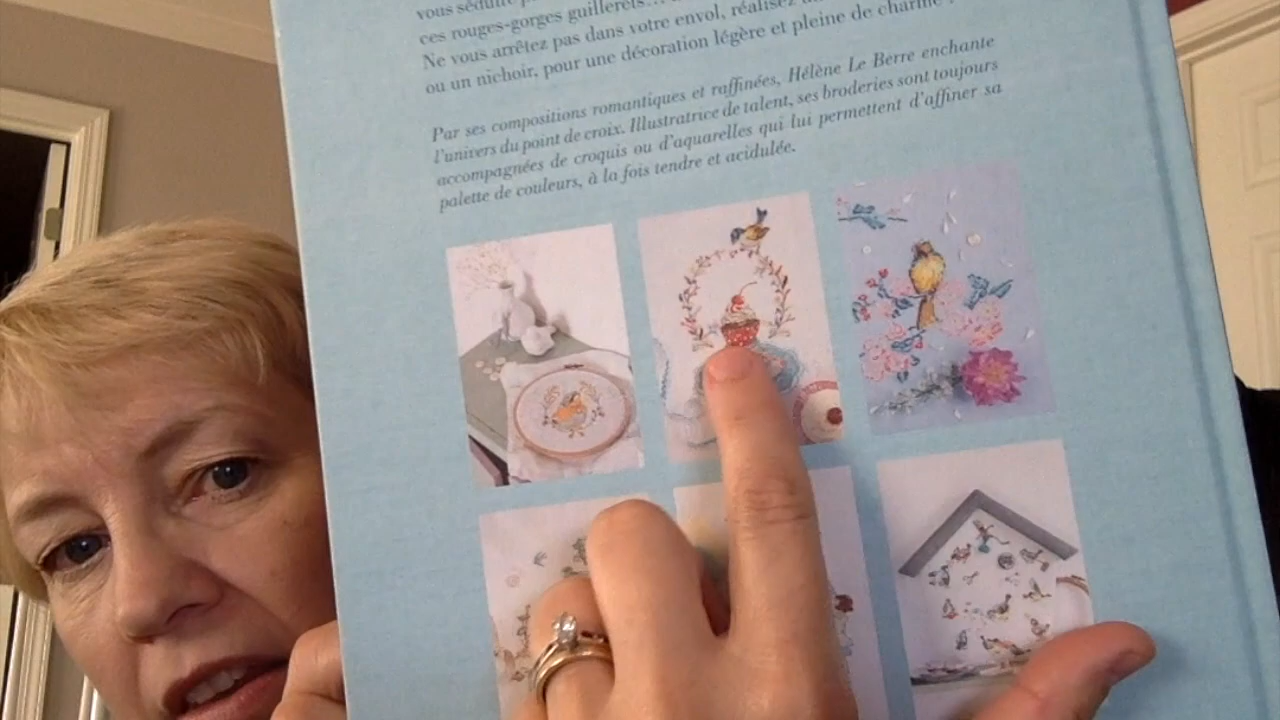 vous séduire
ces rouges-gorges guillerets...
Ne vous arrêtez pas dans votre envol, réalisez
ou un nichoir, pour une décoration légère et pleine de charme !
Par ses compositions romantiques et raffinées, Hélène Le Berre enchante
l'univers du point de croix. Illustratrice de talent, ses broderies sont toujours
accompagnées de croquis ou d'aquarelles qui lui permettent d'affiner sa
palette de couleurs, à la fois tendre et acidulée.